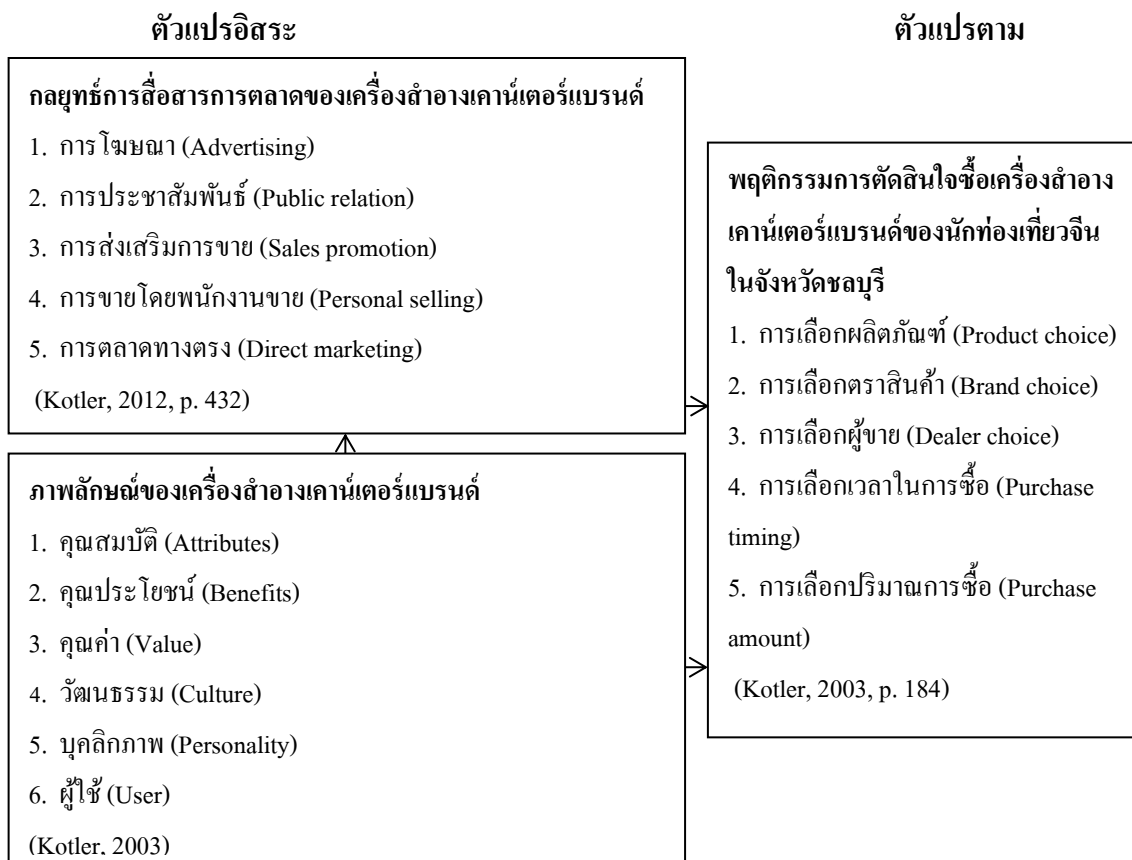 ตัวแปรอิสระ
ตัวแปรตาม
กลยุทธ์การสื่อสารการตลาดของเครื่องสำอางเคาน์เตอร์แบรนด์
1. การโฆษณา (Advertising)
2. การประชาสัมพันธ์ (Public relation)
3. การส่งเสริมการขาย (Sales promotion)
4. การขายโดยพนักงานขาย (Personal selling)
5. การตลาดทางตรง (Direct marketing)
(Kotler, 2012, p. 432)
ภาพลักษณ์ของเครื่องสำอางเคาน์เตอร์แบรนด์
1. คุณสมบัติ (Attributes)
2. คุณประโยชน์ (Benefits)
3. คุณค่า (Value)
4. วัฒนธรรม (Culture)
5. บุคลิกภาพ (Personality)
6. ผู้ใช้ (User)
(Kotler, 2003)
พฤติกรรมการตัดสินใจซื้อเครื่องสำอาง
เคาน์เตอร์แบรนด์ของนักท่องเที่ยวจีน
ในจังหวัดชลบุรี
1. การเลือกผลิตภัณฑ์ (Product choice)
2. การเลือกตราสินค้า (Brand choice)
3. การเลือกผู้ขาย (Dealer choice)
4. การเลือกเวลาในการซื้อ (Purchase
timing)
5. การเลือกปริมาณการซื้อ (Purchase
amount)
(Kotler, 2003, p. 184)